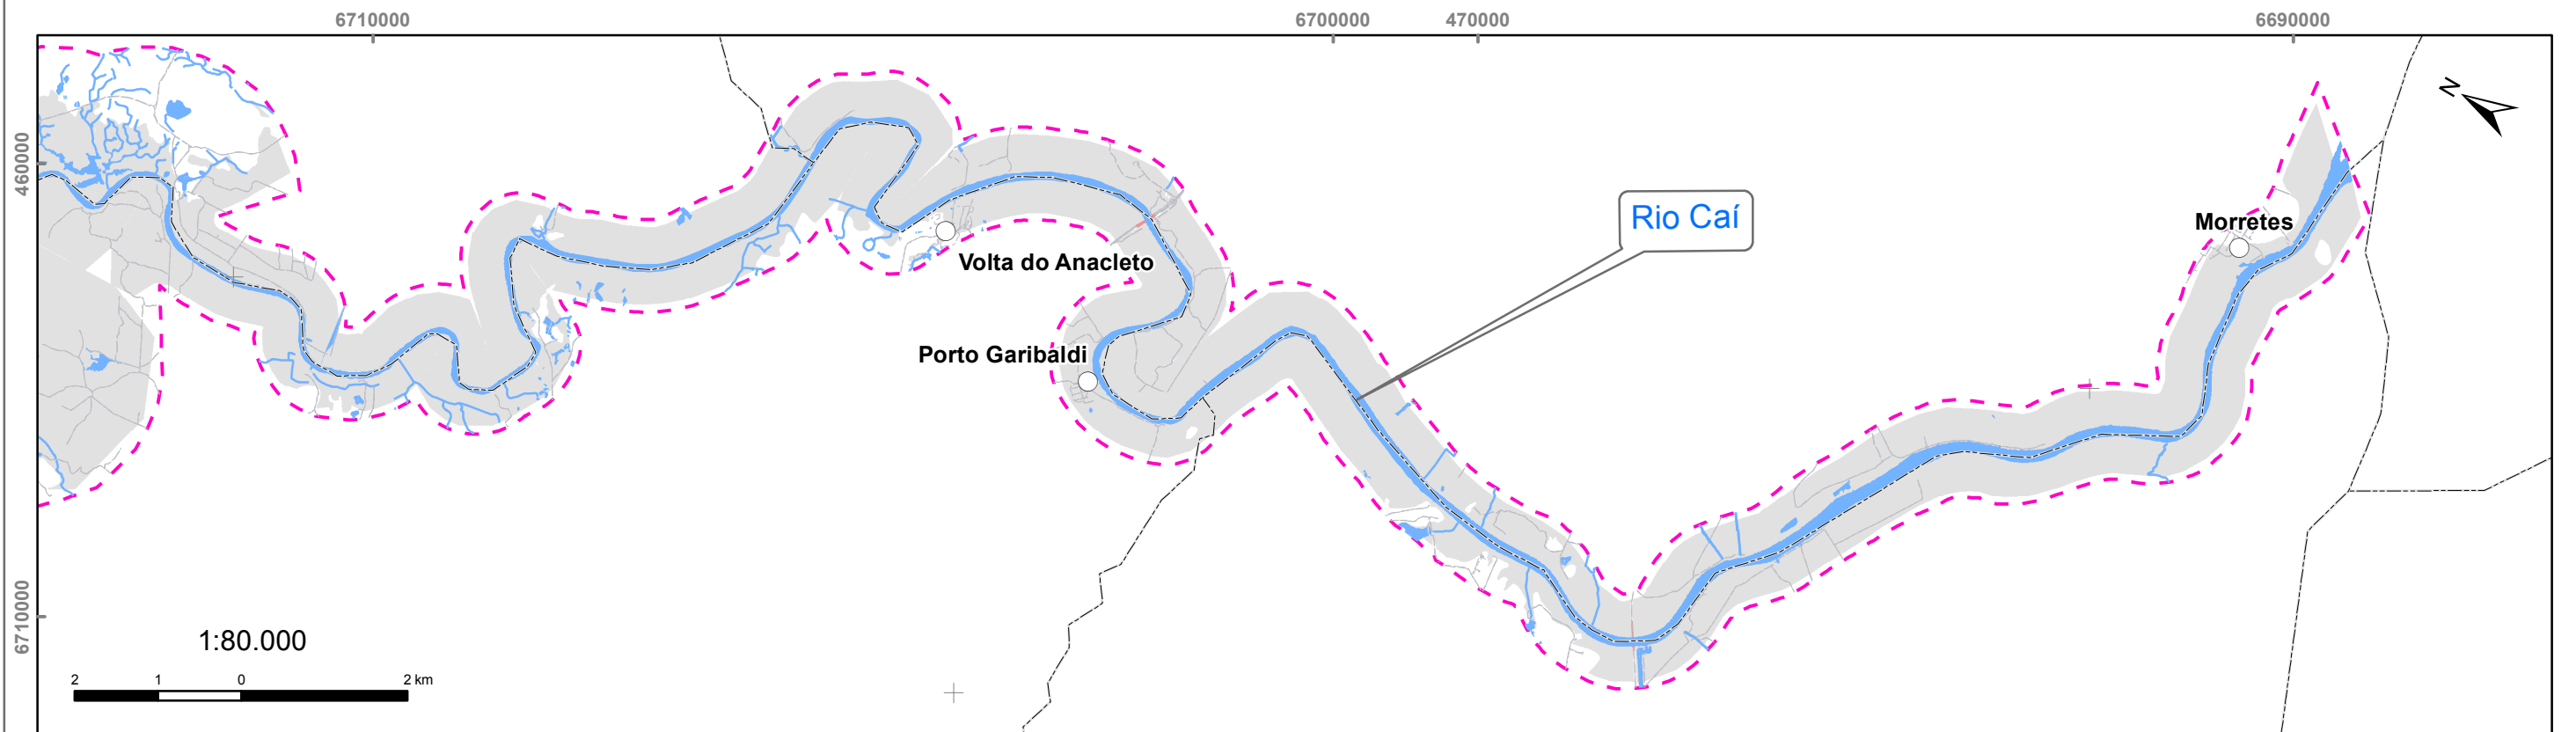 6710000
6700000
470000
6690000
N
460000
Rio Caí
Morretes
Volta do Anacleto
Porto Garibaldi
6710000
1:80.000
2 1 0 2 km